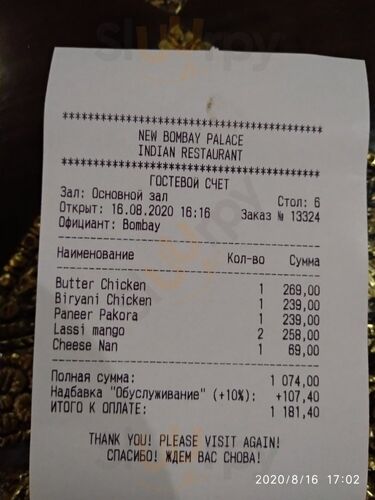 ****************************************
NEW BOMBAY PALACE
INDIAN RESTAURANT
****************************************
ГОСТЕВОЙ СЧЕТ
Зал: Основной зал Стол: 6
Открыт: 16.08.2020 16:16 Заказ № 13324
Официант: Bombay
Наименование Кол-во Сумма
Butter Chicken 1 269,00
Biryani Chicken 1 239,00
Paneer Pakora 1 239,00
Lassi mango 2 258,00
Cheese Nan 1 69,00
Полная сумма: 1 074,00
Надбавка "Обслуживание" (+10%): +107,40
ИТОГО К ОПЛАТЕ: 1 181,40
THANK YOU! PLEASE VISIT AGAIN!
СПАСИБО! ЖДЕМ ВАС СНОВА!
2020/8/16 17:02
Slurrpy